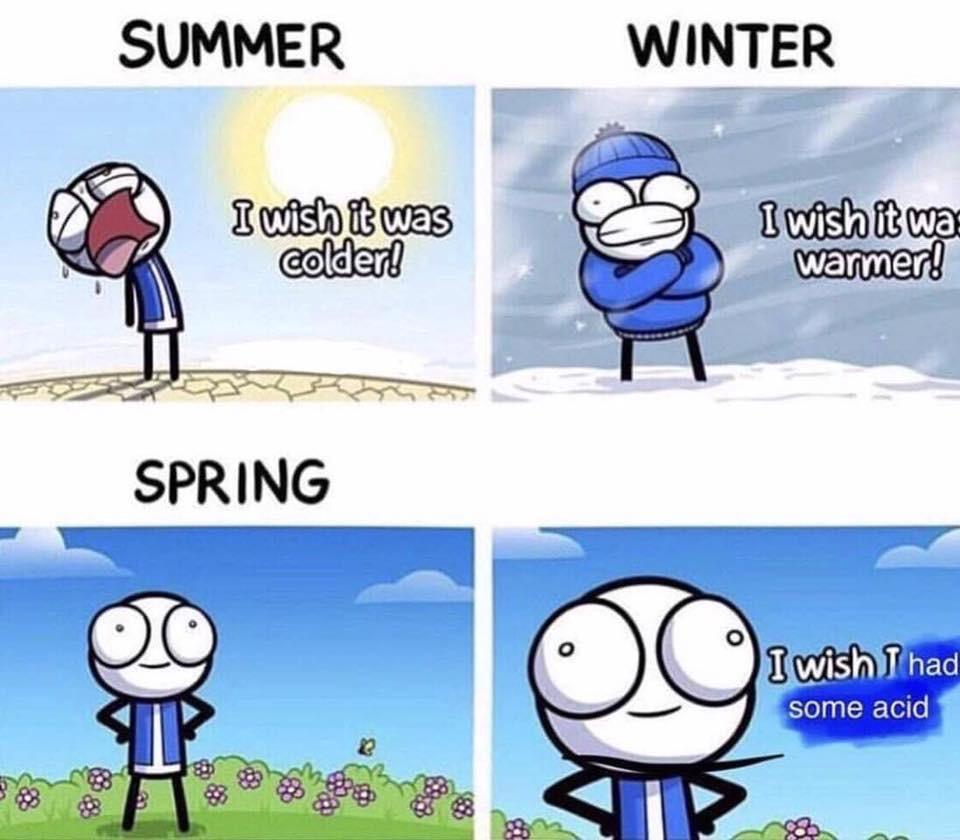 SUMMER
WINTER
I wish it was
colder!
I wish it was
warmer!
SPRING
I wish I had
some acid